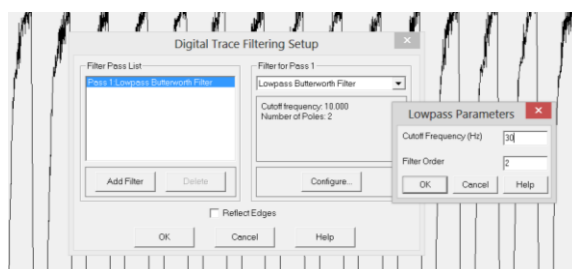 Digital Trace Filtering Setup
Filter Pass List
Pass 1:Lowpass Butterworth Filter
Add Filter
Delete
Filter for Pass 1
Lowpass Butterworth Filter
Cutoff frequency: 10.000
Number of Poles: 2
Configure...
Reflect Edges
OK
Cancel
Help
Lowpass Parameters
Cutoff Frequency (Hz)
30
Filter Order
2
OK
Cancel
Help